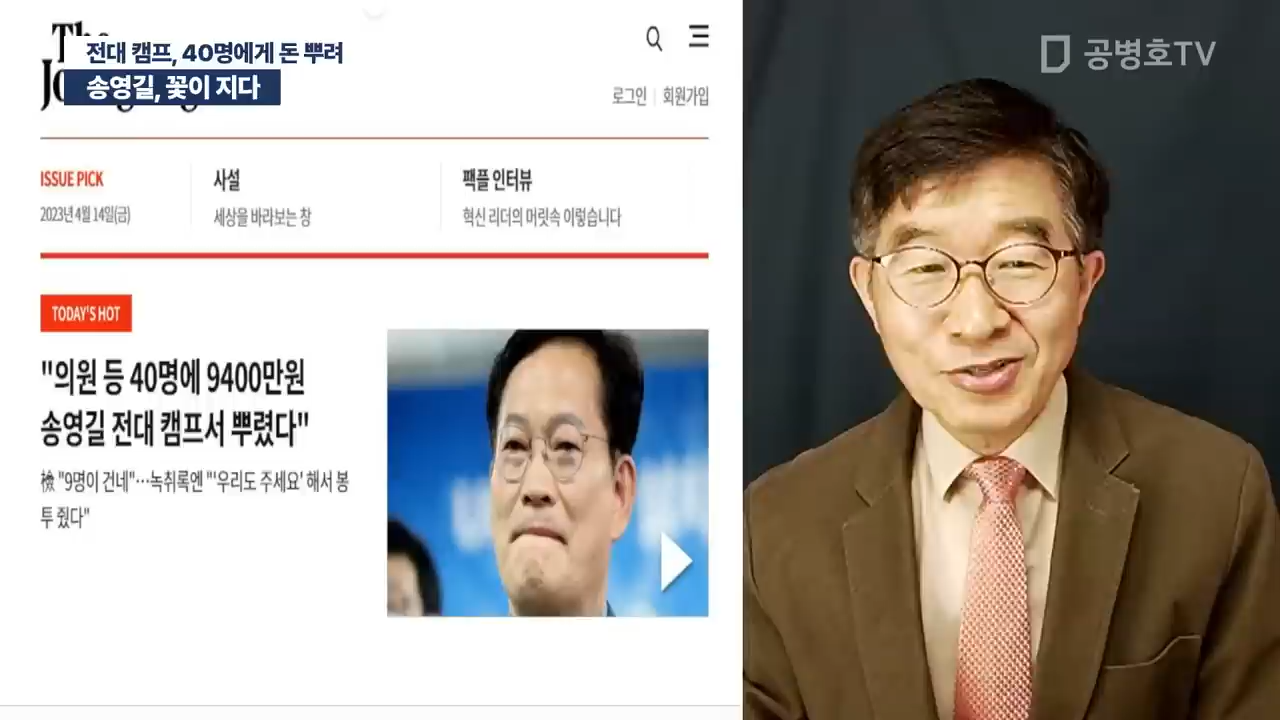 전대 캠프, 40명에게 돈 뿌려
송영길, 꽃이 지다
공병호TV
로그인 | 회원가입
ISSUE PICK
2023년 4월 14일(금)
사설
세상을 바라보는 창
팩플 인터뷰
혁신 리더의 머릿속 이렇습니다
TODAY'S HOT
"의원 등 40명에 9400만원
송영길 전대 캠프서 뿌렸다"
檢 "9명이 건네"…녹취록엔 "'우리도 주세요' 해서 봉
투 줬다"